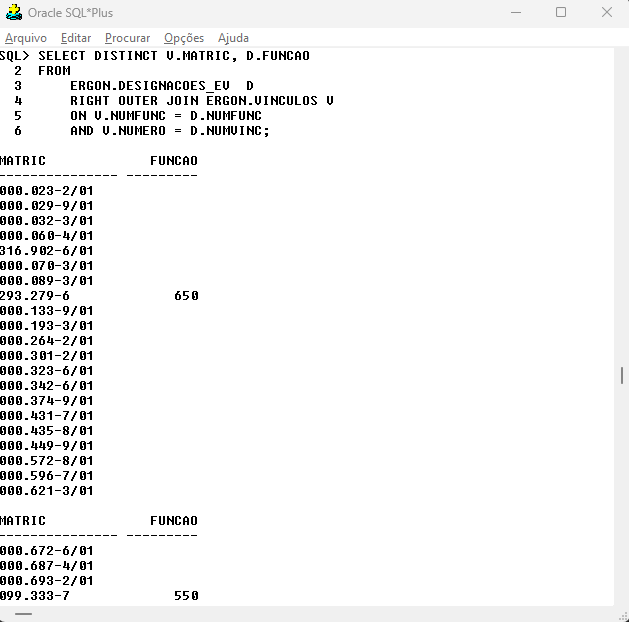 Oracle SQL*Plus
Arquivo Editar Procurar Opções Ajuda
SQL> SELECT DISTINCT V.MATRIC, D.FUNCAO
  2  FROM
  3      ERGON.DESIGNACOES_EV  D
  4      RIGHT OUTER JOIN ERGON.VINCULOS V
  5      ON V.NUMFUNC = D.NUMFUNC
  6      AND V.NUMERO = D.NUMVINC;
MATRIC             FUNCAO
--------------- ---------
000.023-2/01
000.029-9/01
000.032-3/01
000.060-4/01
316.902-6/01
000.070-3/01
000.089-3/01
293.279-6             650
000.133-9/01
000.193-3/01
000.264-2/01
000.301-2/01
000.323-6/01
000.342-6/01
000.374-9/01
000.431-7/01
000.435-8/01
000.449-9/01
000.572-8/01
000.596-7/01
000.621-3/01
MATRIC             FUNCAO
--------------- ---------
000.672-6/01
000.687-4/01
000.693-2/01
099.333-7             550